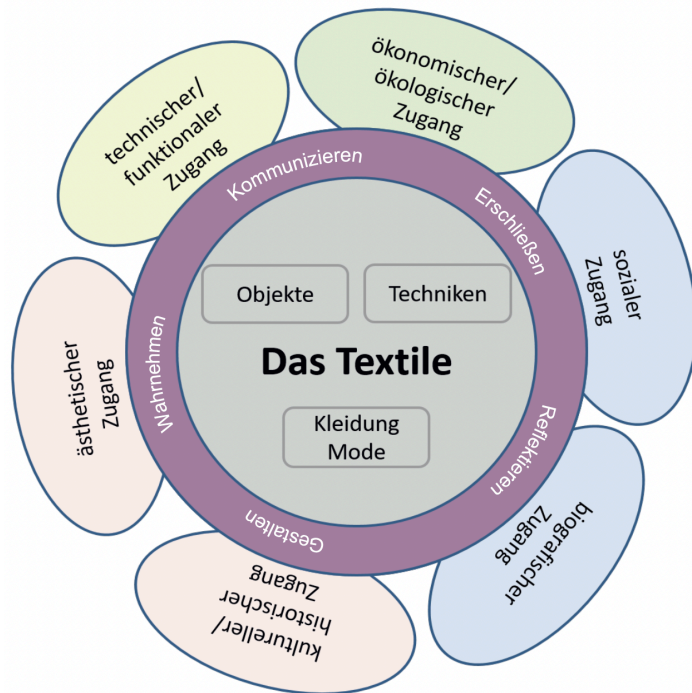 ökonomischer/
ökologischer
Zugang
technischer/
funktionaler
Zugang
Kommunizieren
Erschließen
sozialer
Zugang
Objekte
Techniken
Das Textile
Wahrnehmen
ästhetischer
Zugang
Kleidung
Mode
Reflektieren
Gestalten
biografischer
Zugang
kultureller/
historischer
Zugang